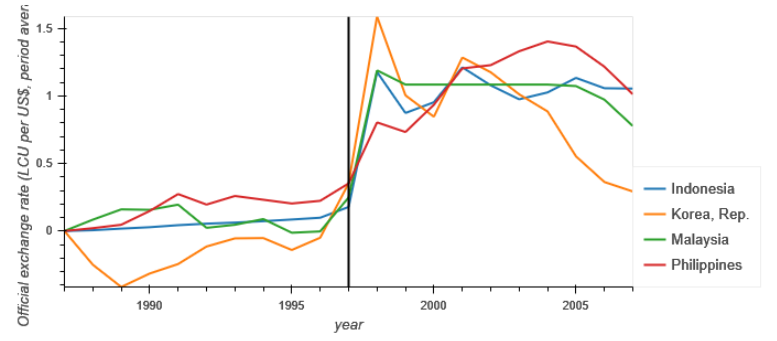 Official exchange rate (LCU per US$, period aver
1.5
1
0.5
0
1990
1995
2000
2005
year
Indonesia
Korea, Rep.
Malaysia
Philippines